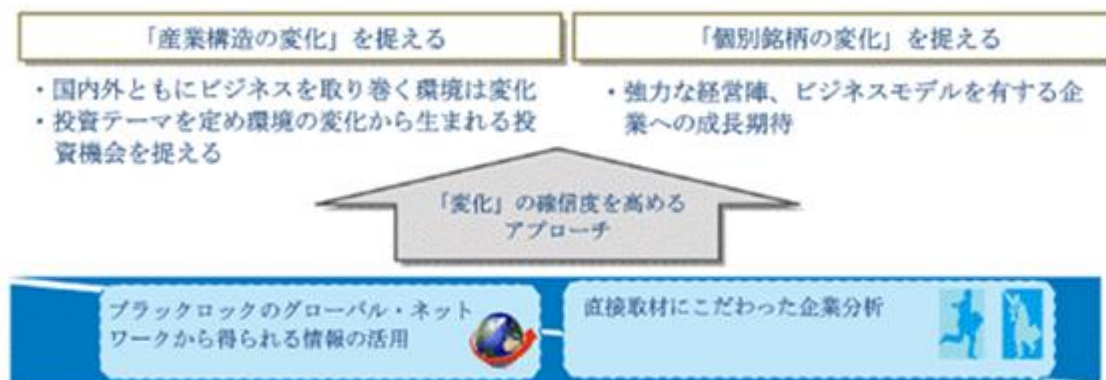 「産業構造の変化」を捉える
・国内外ともにビジネスを取り巻く環境は変化
・投資テーマを定め環境の変化から生まれる投
資機会を捉える
「個別銘柄の変化」を捉える
・強力な経営陣、ビジネスモデルを有する企
業への成長期待
「変化」の確信度を高める
アプローチ
ブラックロックのグローバル・ネット
ワークから得られる情報の活用
直接取材にこだわった企業分析